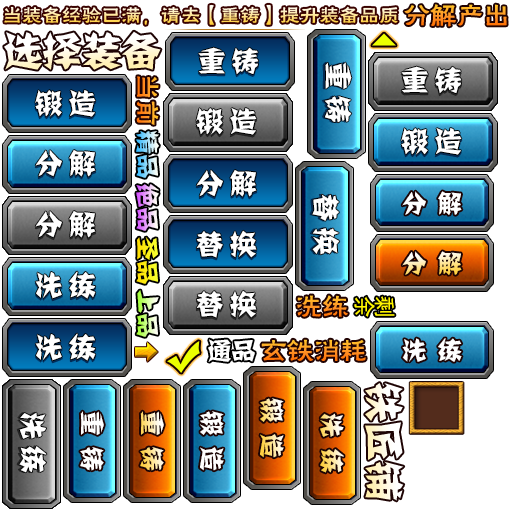 当装备经验已满，请去【重铸】提升装备品质
分解产出
选择装备
锻造
分解
分解
洗练
洗练
当前
精品
绝品
圣品
上品
重铸
锻造
分解
替换
替换
重铸
替换
洗练
余剩
通品
玄铁消耗
重铸
锻造
分解
分解
洗练
洗练
重铸
重铸
锻造
锻造
洗练
铁匠铺